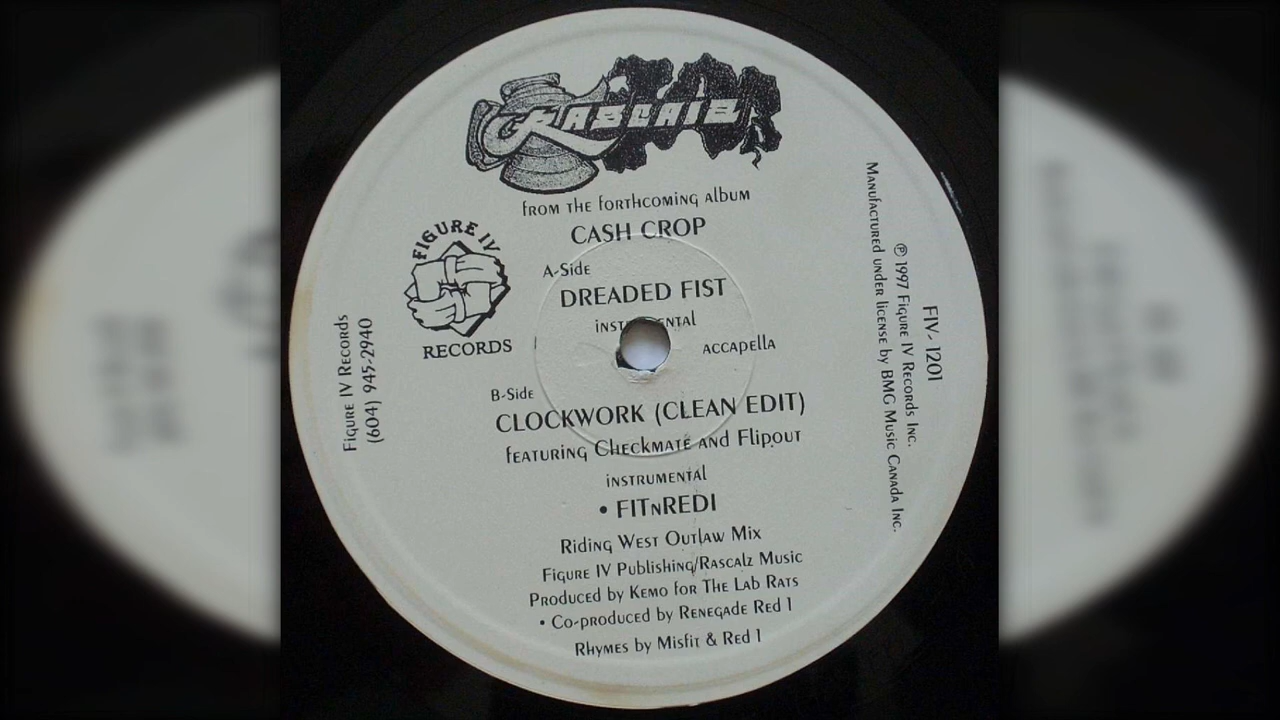 FROM THE FORTHCOMING ALBUM
CASH CROP
FIGURE IV
RECORDS
A-SIDE
DREADED FIST
ACCAPELLA
B-SIDE
CLOCKWORK (CLEAN EDIT)
FEATURING CHECKMATE AND FLIPOUT
INSTRUMENTAL
• FITNREDI
RIDING WEST OUTLAW MIX
FIGURE IV PUBLISHING/RASCALZ MUSIC
PRODUCED BY KEMO FOR THE LAB RATS
• CO-PRODUCED BY RENEGADE RED 1
RHYMES BY MISFIT & RED 1
FIGURE IV RECORDS
(604) 945-2940
FIV- 1201
℗ 1997 FIGURE IV RECORDS INC.
MANUFACTURED UNDER LICENSE BY BMG MUSIC CANADA INC.